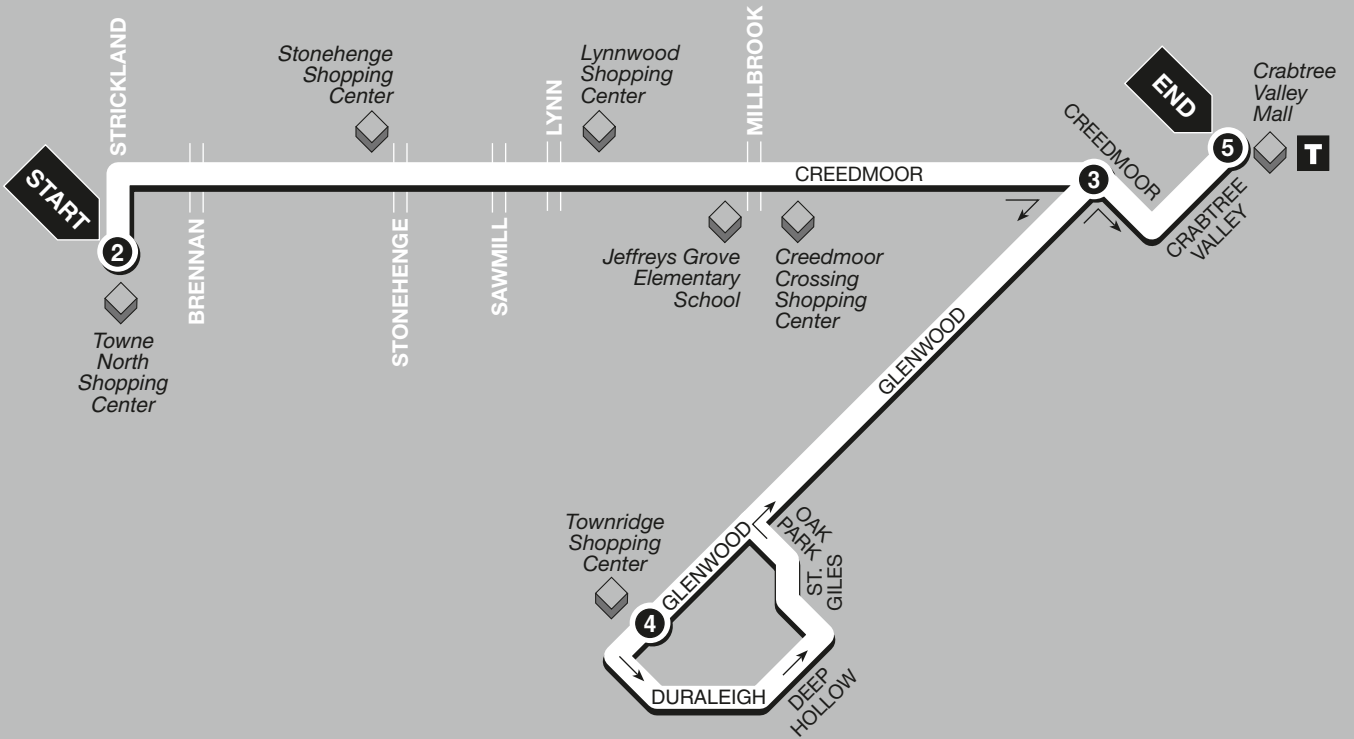 STRICKLAND
Stonehenge
Shopping
Center
Lynnwood
Shopping
Center
LYNN
MILLBROOK
END
Crabtree
Valley
Mall
T
START
2
CREEDMOOR
3
CREEDMOOR
5
CRABTREE
VALLEY
BRENNAN
STONEHENGE
SAWMILL
Jeffreys Grove
Elementary
School
Creedmoor
Crossing
Shopping
Center
Towne
North
Shopping
Center
GLENWOOD
Townridge
Shopping
Center
GLENWOOD
OAK
PARK
ST.
GILES
4
DURALEIGH
DEEP
HOLLOW